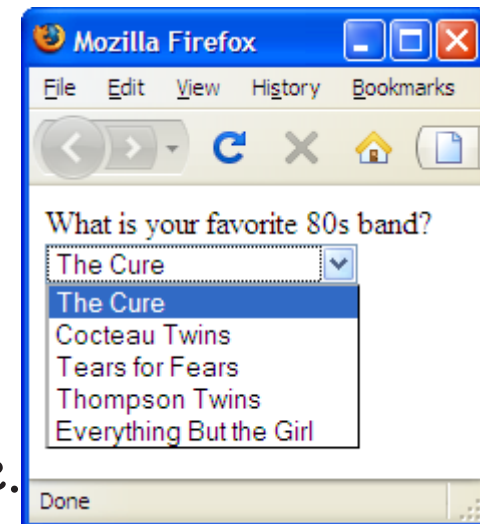 Mozilla Firefox
File Edit View History Bookmarks
What is your favorite 80s band?
The Cure
The Cure
Cocteau Twins
Tears for Fears
Thompson Twins
Everything But the Girl
Done